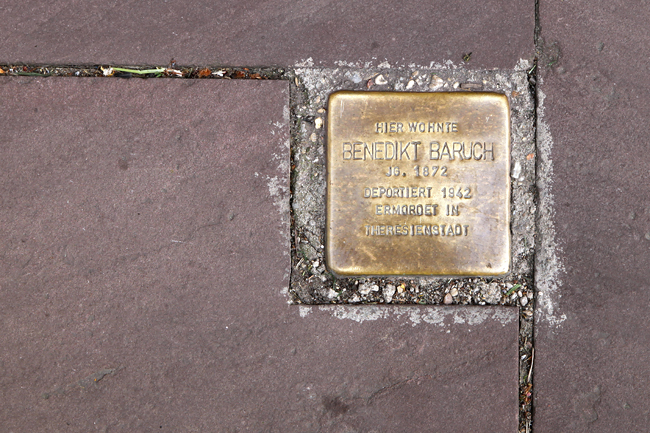 HIER WOHNTE
BENEDIKT BARUCH
JG. 1872
DEPORTIERT 1942
ERMORDET IN
THERESIENSTADT